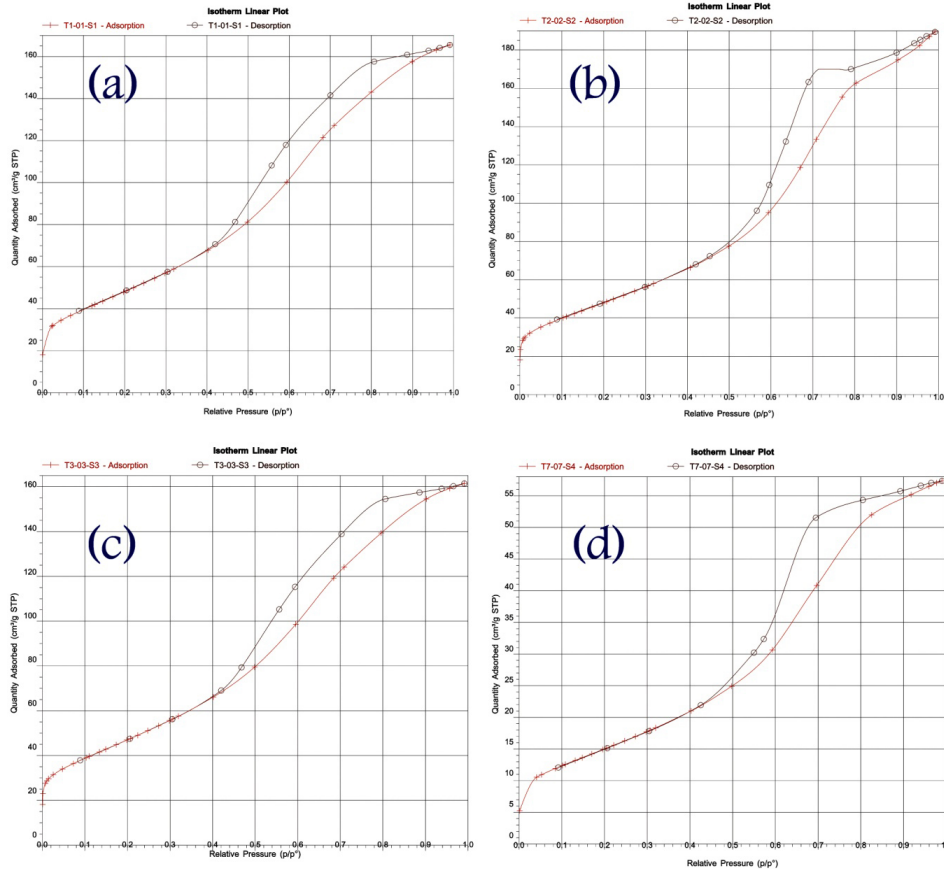 Isotherm Linear Plot
T1-01-S1 - Adsorption T1-01-S1 - Desorption
(a)
160
140
120
100
80
60
40
20
0
Quantity Adsorbed (cm³/g STP)
0.0 0.1 0.2 0.3 0.4 0.5 0.6 0.7 0.8 0.9 1.0
Relative Pressure (p/p°)
Isotherm Linear Plot
T2-02-S2 - Adsorption T2-02-S2 - Desorption
(b)
180
160
140
120
100
80
60
40
20
0
Quantity Adsorbed (cm³/g STP)
0.0 0.1 0.2 0.3 0.4 0.5 0.6 0.7 0.8 0.9 1.0
Relative Pressure (p/p°)
Isotherm Linear Plot
T3-03-S3 - Adsorption T3-03-S3 - Desorption
(c)
160
140
120
100
80
60
40
20
0
Quantity Adsorbed (cm³/g STP)
0.0 0.1 0.2 0.3 0.4 0.5 0.6 0.7 0.8 0.9 1.0
Relative Pressure (p/p°)
Isotherm Linear Plot
T7-07-S4 - Adsorption T7-07-S4 - Desorption
(d)
55
50
45
40
35
30
25
20
15
10
5
0
Quantity Adsorbed (cm³/g STP)
0.0 0.1 0.2 0.3 0.4 0.5 0.6 0.7 0.8 0.9
Relative Pressure (p/p°)